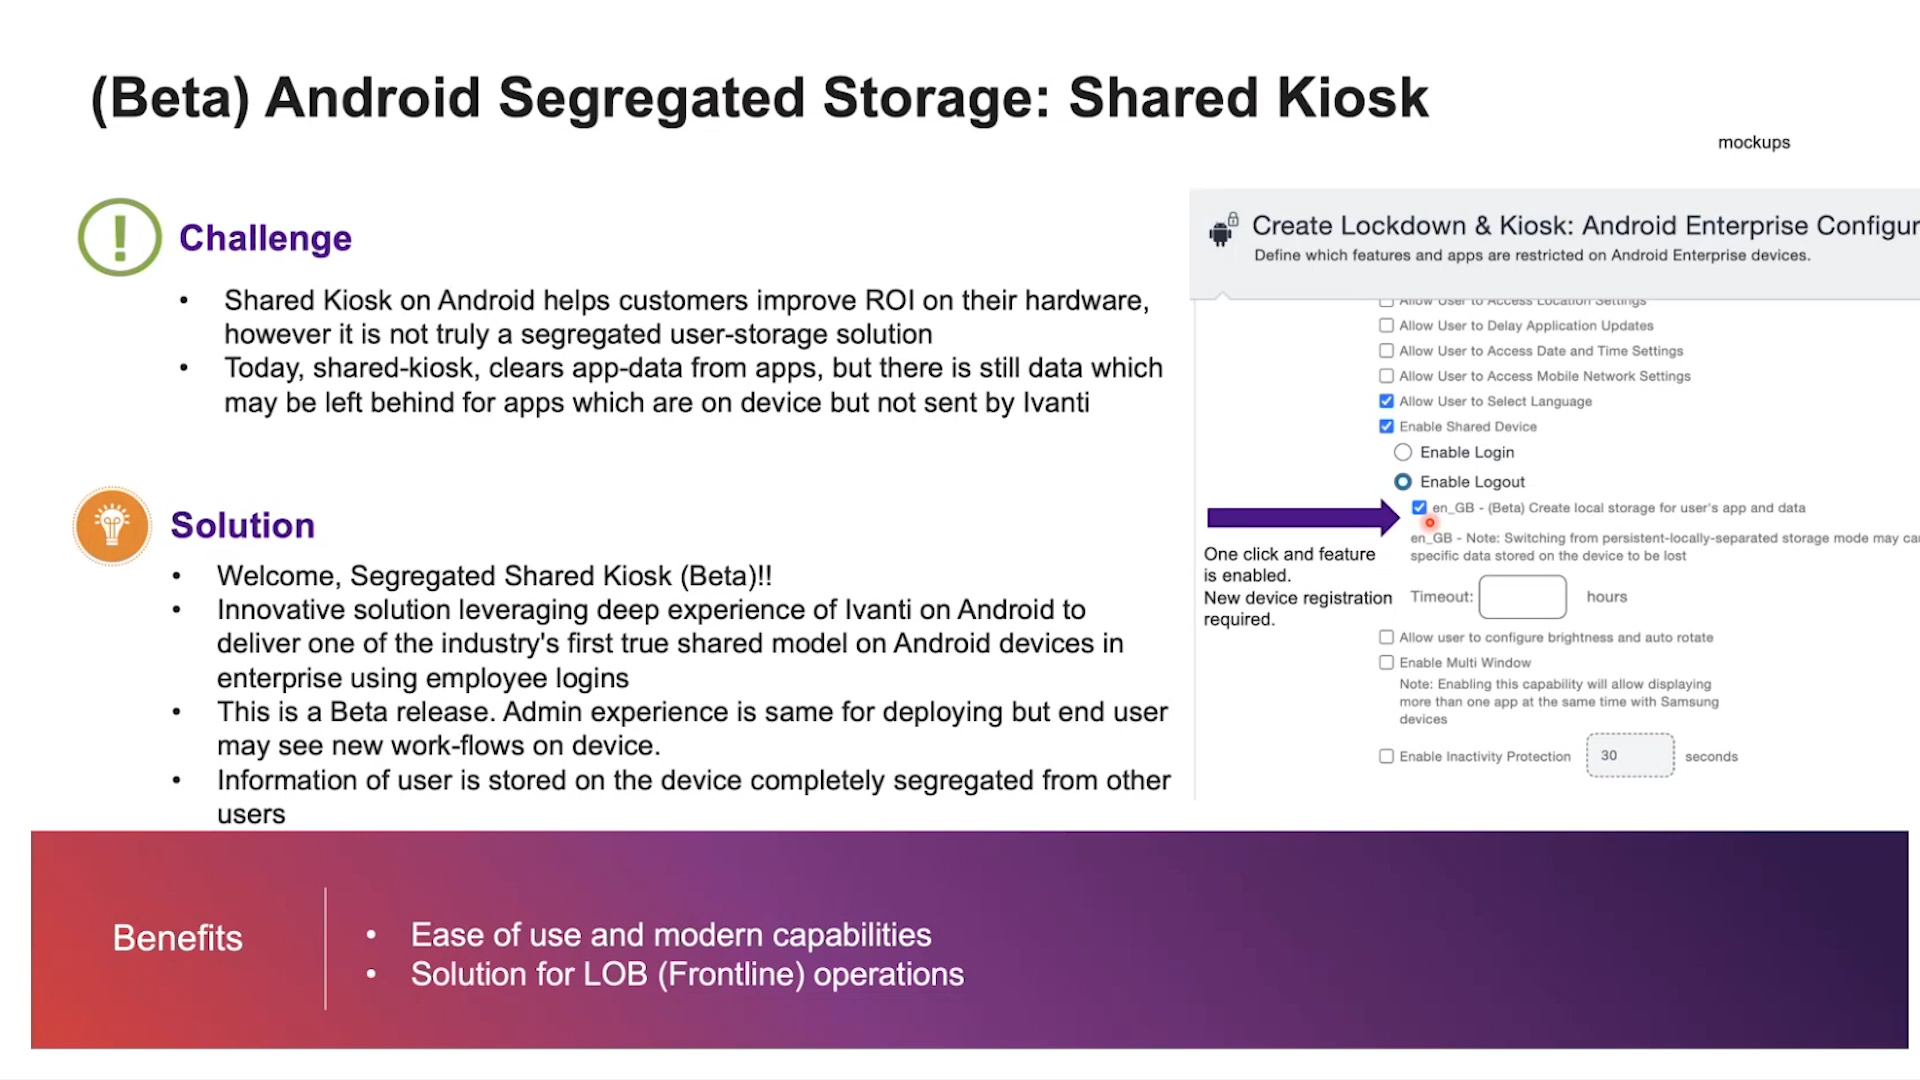 (Beta) Android Segregated Storage: Shared Kiosk
mockups
Challenge
• Shared Kiosk on Android helps customers improve ROI on their hardware,
however it is not truly a segregated user-storage solution
• Today, shared-kiosk, clears app-data from apps, but there is still data which
may be left behind for apps which are on device but not sent by Ivanti
Solution
• Welcome, Segregated Shared Kiosk (Beta)!!
• Innovative solution leveraging deep experience of Ivanti on Android to
deliver one of the industry's first true shared model on Android devices in
enterprise using employee logins
• This is a Beta release. Admin experience is same for deploying but end user
may see new work-flows on device.
• Information of user is stored on the device completely segregated from other
users
Create Lockdown & Kiosk: Android Enterprise Configur
Define which features and apps are restricted on Android Enterprise devices.
Allow User to Access Location Settings
Allow User to Delay Application Updates
Allow User to Access Date and Time Settings
Allow User to Access Mobile Network Settings
Allow User to Select Language
Enable Shared Device
Enable Login
Enable Logout
en_GB - (Beta) Create local storage for user's app and data
en_GB - Note: Switching from persistent-locally-separated storage mode may cau
specific data stored on the device to be lost
Timeout: hours
Allow user to configure brightness and auto rotate
Enable Multi Window
Note: Enabling this capability will allow displaying
more than one app at the same time with Samsung
devices
Enable Inactivity Protection 30 seconds
One click and feature
is enabled.
New device registration
required.
Benefits
• Ease of use and modern capabilities
• Solution for LOB (Frontline) operations